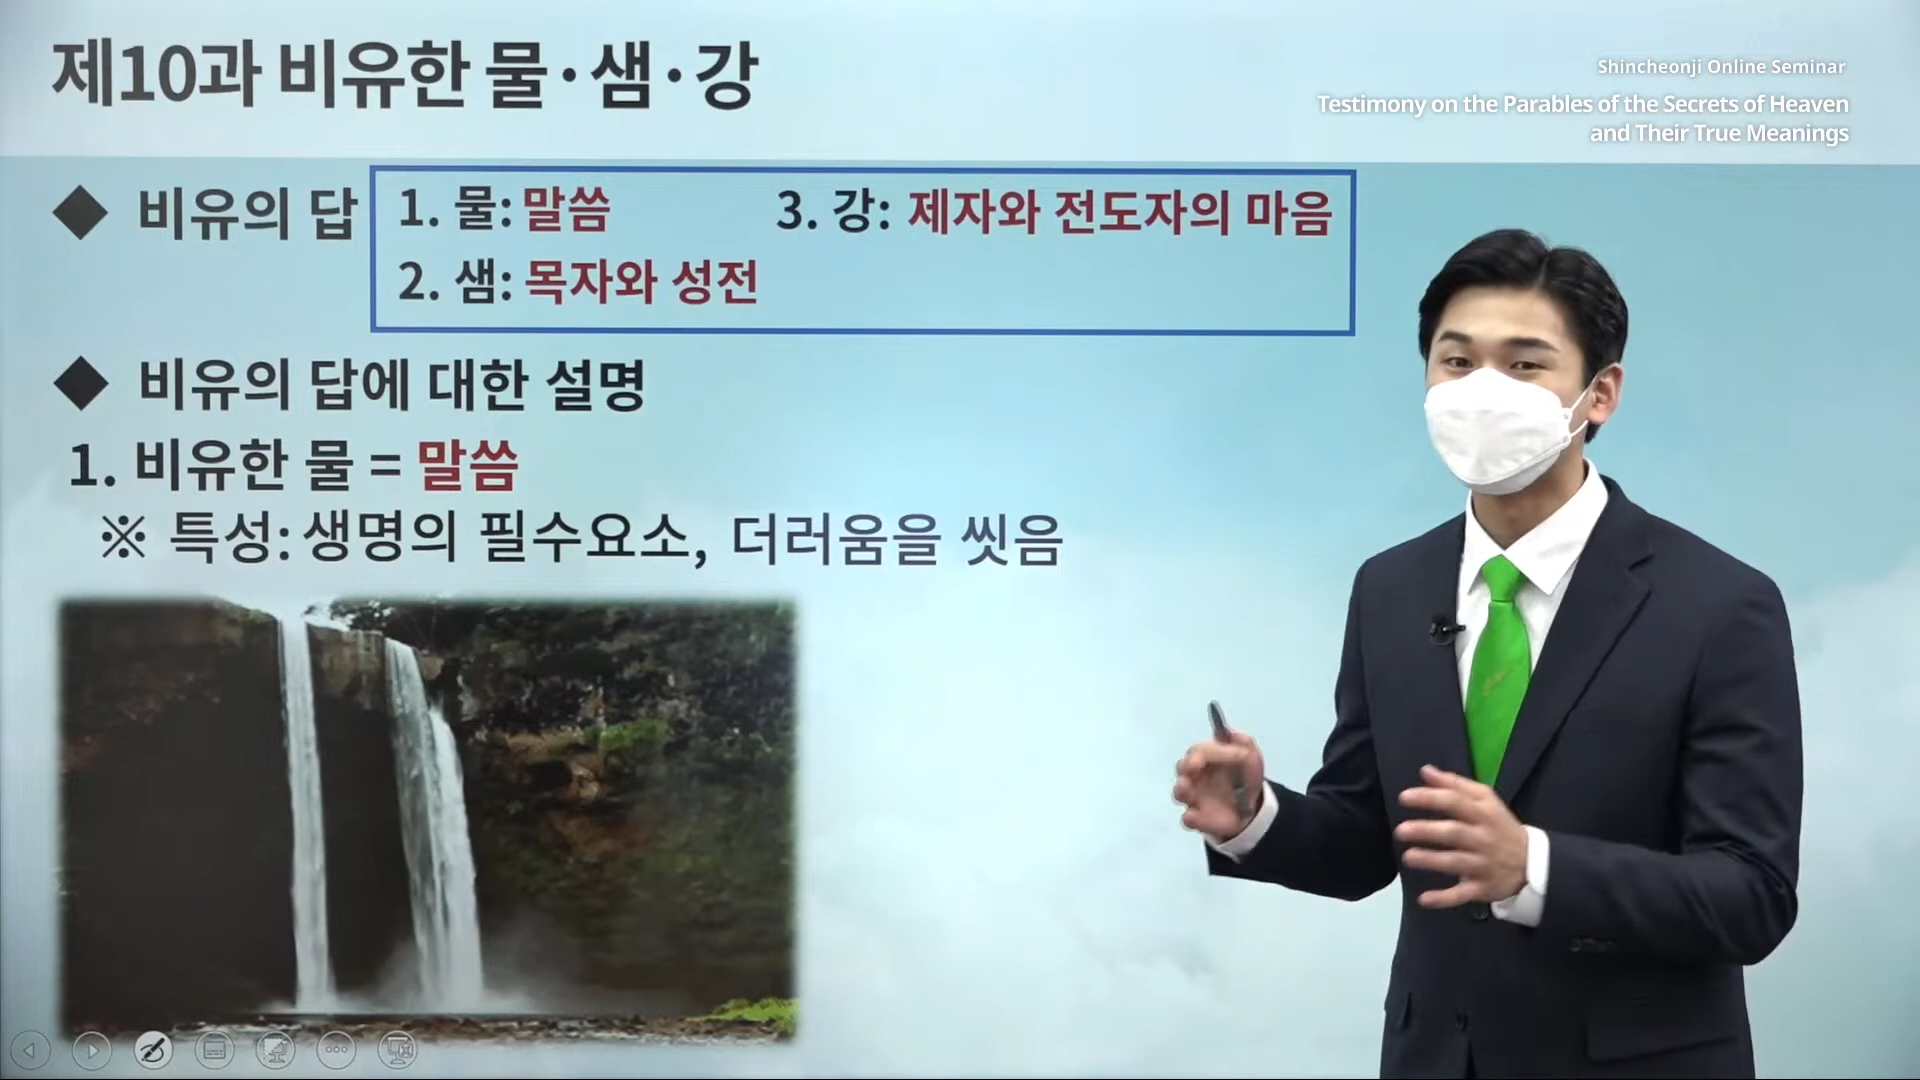 제10과 비유한 물·샘·강
Shincheonji Online Seminar
Testimony on the Parables of the Secrets of Heaven
and Their True Meanings
◆ 비유의 답
1. 물: 말씀
3. 강: 제자와 전도자의 마음
2. 샘: 목자와 성전
◆ 비유의 답에 대한 설명
1. 비유한 물 = 말씀
※ 특성: 생명의 필수요소, 더러움을 씻음